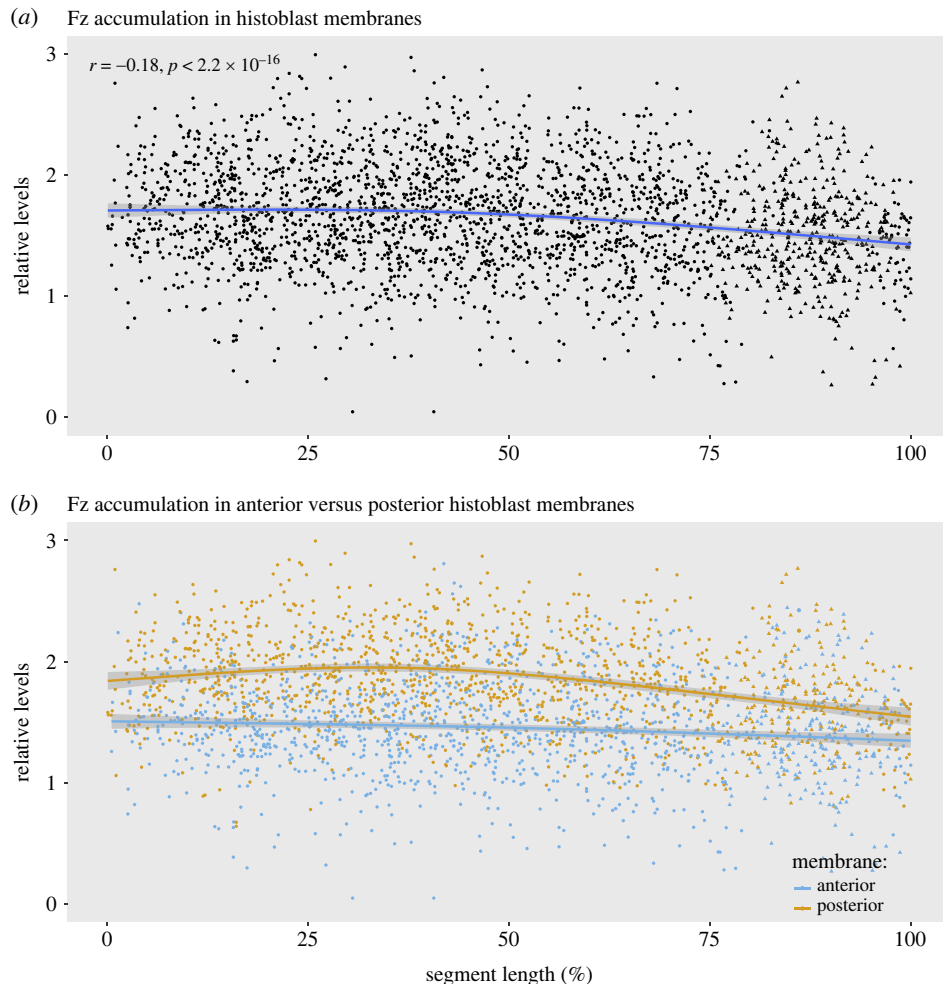 (a) Fz accumulation in histoblast membranes
r = −0.18, p < 2.2 × 10⁻¹⁶
3
2
1
0
relative levels
0 25 50 75 100
(b) Fz accumulation in anterior versus posterior histoblast membranes
3
2
1
0
relative levels
membrane:
anterior
posterior
0 25 50 75 100
segment length (%)